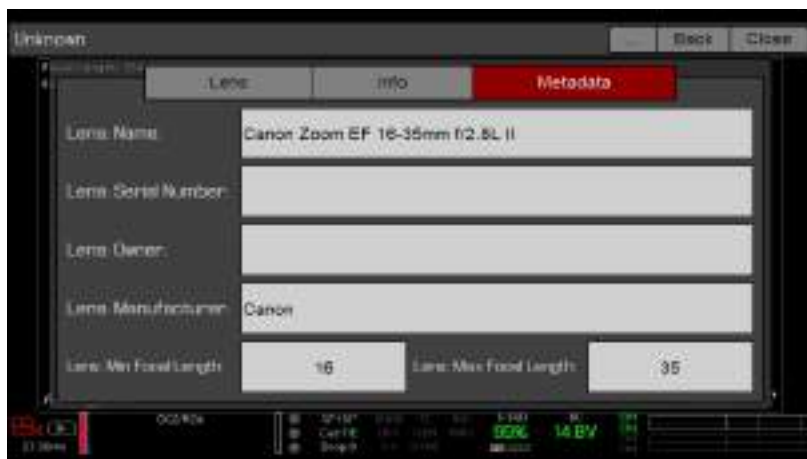 Unknown
... Back Close
Lens Info Metadata
Lens Name: Canon Zoom EF 16-35mm f/2.8L II
Lens Serial Number:
Lens Owner:
Lens Manufacturer: Canon
Lens Min Focal Length: 16 Lens Max Focal Length: 35
95% 14.8V